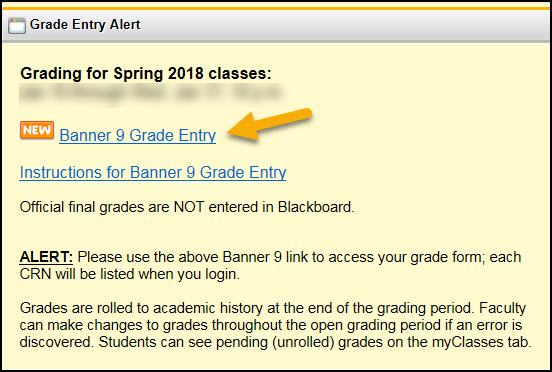 Grade Entry Alert
Grading for Spring 2018 classes:
NEW Banner 9 Grade Entry
Instructions for Banner 9 Grade Entry
Official final grades are NOT entered in Blackboard.
ALERT: Please use the above Banner 9 link to access your grade form; each
CRN will be listed when you login.
Grades are rolled to academic history at the end of the grading period. Faculty
can make changes to grades throughout the open grading period if an error is
discovered. Students can see pending (unrolled) grades on the myClasses tab.